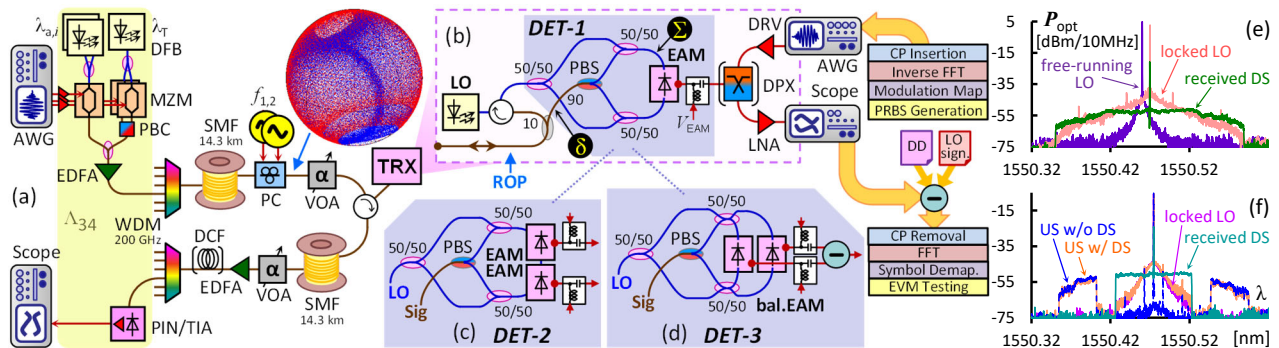 λa,i
λT
DFB
MZM
PBC
AWG
EDFA
(a)
Λ34
WDM
200 GHz
SMF
14.3 km
f1,2
PC
α
VOA
TRX
Scope
PIN/TIA
DCF
EDFA
α
VOA
SMF
14.3 km
(b)
DET-1
LO
50/50
PBS
90
10
50/50
Σ
EAM
50/50
δ
ROP
VEAM
DRV
AWG
DPX
Scope
LNA
CP Insertion
Inverse FFT
Modulation Map
PRBS Generation
DD
LO
sign.
−
CP Removal
FFT
Symbol Demap.
EVM Testing
50/50
50/50
PBS
EAM
EAM
LO
Sig
50/50
(c)
DET-2
50/50
50/50
PBS
LO
Sig
50/50
bal.EAM
−
(d)
DET-3
Popt
[dBm/10MHz]
5
-15
-35
-55
-75
(e)
free-running
LO
locked LO
received DS
1550.32
1550.42
1550.52
-15
-35
-55
-75
(f)
locked LO
received DS
US w/o DS
US w/ DS
λ
1550.32
1550.42
1550.52
[nm]